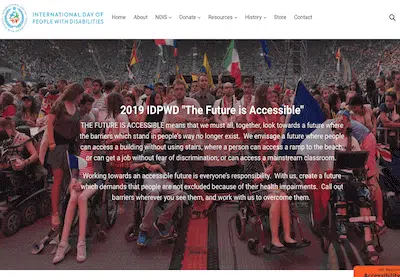 INTERNATIONAL DAY OF
PEOPLE WITH DISABILITIES
Home About NDIS Donate Resources History Store Contact
2019 IDPWD "The Future is Accessible"
THE FUTURE IS ACCESSIBLE means that we must all, together, look towards a future where
the barriers which stand in people's way no longer exist. We envisage a future where people
can access a building without using stairs; where a person can access a ramp to the beach;
or can get a job without fear of discrimination; or can access a mainstream classroom.
Working towards an accessible future is everyone's responsibility. With us, create a future
which demands that people are not excluded because of their health impairments. Call out
barriers wherever you see them, and work with us to overcome them.
Accessibility